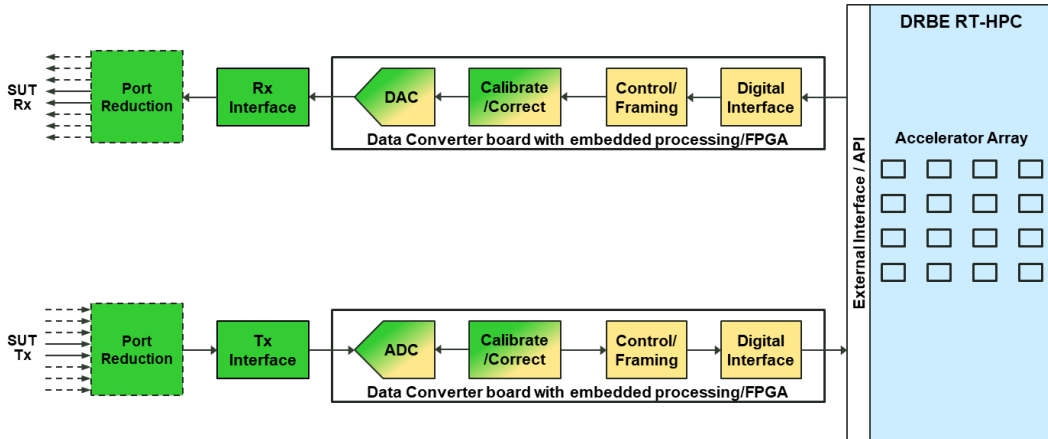 DRBE RT-HPC
SUT
Rx
Port
Reduction
Rx
Interface
DAC
Calibrate
/Correct
Control/
Framing
Digital
Interface
Data Converter board with embedded processing/FPGA
External Interface / API
Accelerator Array
SUT
Tx
Port
Reduction
Tx
Interface
ADC
Calibrate
/Correct
Control/
Framing
Digital
Interface
Data Converter board with embedded processing/FPGA